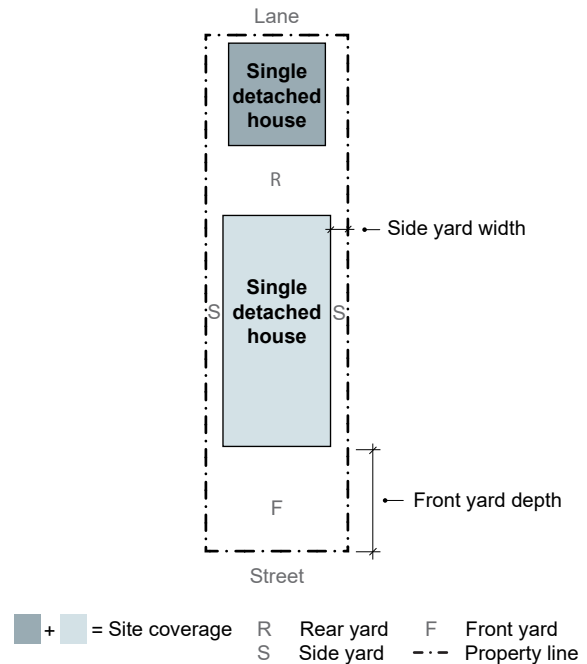 Lane
Single
detached
house
R
Side yard width
Single
detached
house
S
S
Front yard depth
F
Street
+ = Site coverage R Rear yard F Front yard
S Side yard Property line